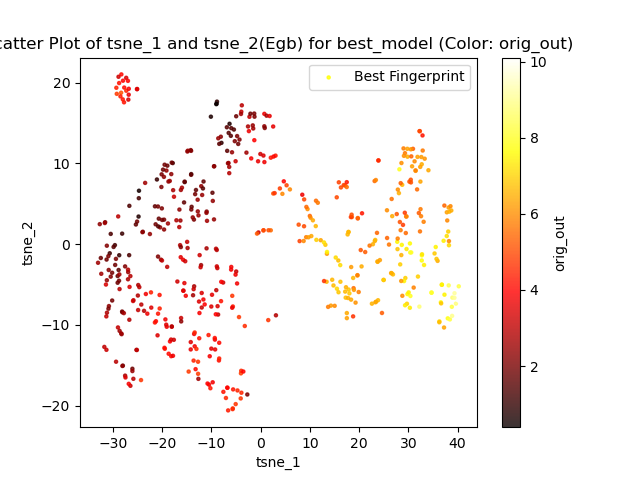 catter Plot of tsne_1 and tsne_2(Egb) for best_model (Color: orig_out)
Best Fingerprint
20
10
0
−10
−20
tsne_2
−30 −20 −10 0 10 20 30 40
tsne_1
10
8
6
4
2
orig_out